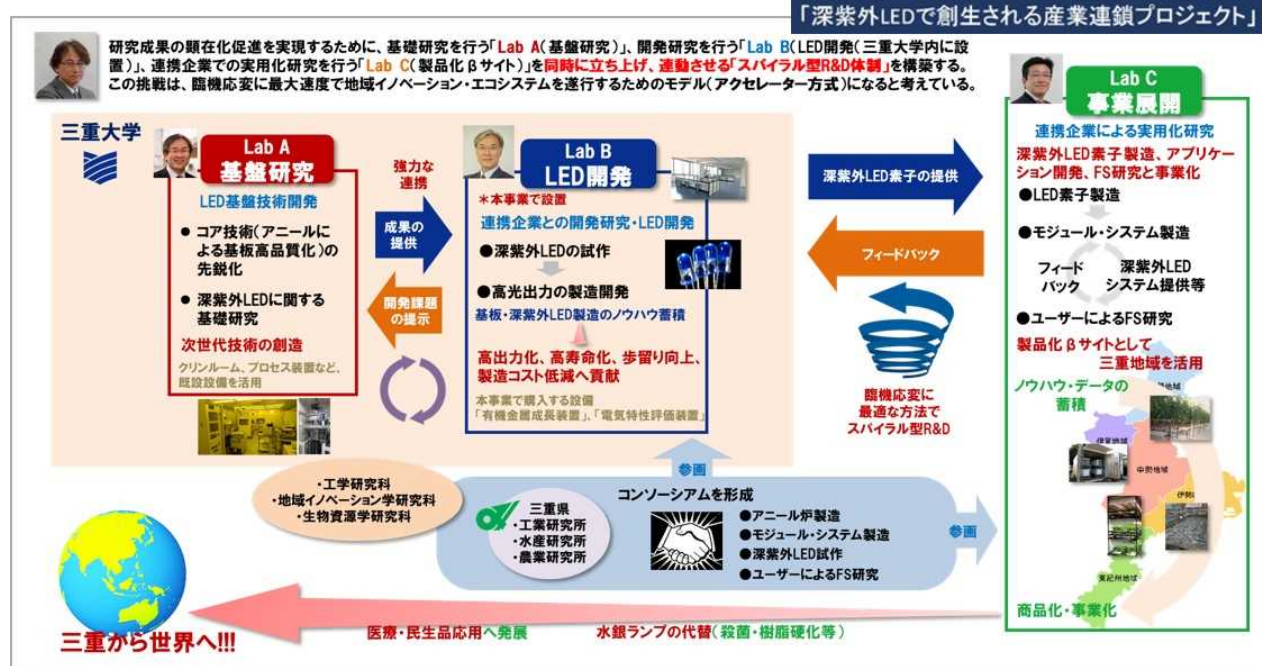 「深紫外LEDで創生される産業連鎖プロジェクト」
研究成果の顕在化促進を実現するために、基礎研究を行う「Lab A(基盤研究)」、開発研究を行う「Lab B(LED開発(三重大学内に設
置)」、連携企業での実用化研究を行う「Lab C(製品化βサイト)」を同時に立ち上げ、連動させる「スパイラル型R&D体制」を構築する。
この挑戦は、臨機応変に最大速度で地域イノベーション・エコシステムを遂行するためのモデル(アクセレーター方式)になると考えている。
三重大学
Lab A
基盤研究
LED基盤技術開発
● コア技術(アニールに
よる基板高品質化)の
先鋭化
● 深紫外LEDに関する
基礎研究
次世代技術の創造
クリンルーム、プロセス装置など、
既設設備を活用
強力な
連携
成果の
提供
開発課題
の提示
Lab B
LED開発
＊本事業で設置
連携企業との開発研究・LED開発
●深紫外LEDの試作
●高光出力の製造開発
基板・深紫外LED製造のノウハウ蓄積
高出力化、高寿命化、歩留り向上、
製造コスト低減へ貢献
本事業で購入する設備
「有機金属成長装置」、「電気特性評価装置」
深紫外LED素子の提供
フィードバック
臨機応変に
最適な方法で
スパイラル型R&D
Lab C
事業展開
連携企業による実用化研究
深紫外LED素子製造、アプリケー
ション開発、FS研究と事業化
●LED素子製造
●モジュール・システム製造
フィード
バック
深紫外LED
システム提供等
●ユーザーによるFS研究
製品化βサイトとして
三重地域を活用
ノウハウ・データの
蓄積
地域
伊賀地域
中勢地域
伊勢
東紀州地域
商品化・事業化
・工学研究科
・地域イノベーション学研究科
・生物資源学研究科
参画
コンソーシアムを形成
三重県
・工業研究所
・水産研究所
・農業研究所
●アニール炉製造
●モジュール・システム製造
●深紫外LED試作
●ユーザーによるFS研究
参画
三重から世界へ!!!
医療・民生品応用へ発展
水銀ランプの代替(殺菌・樹脂硬化等)